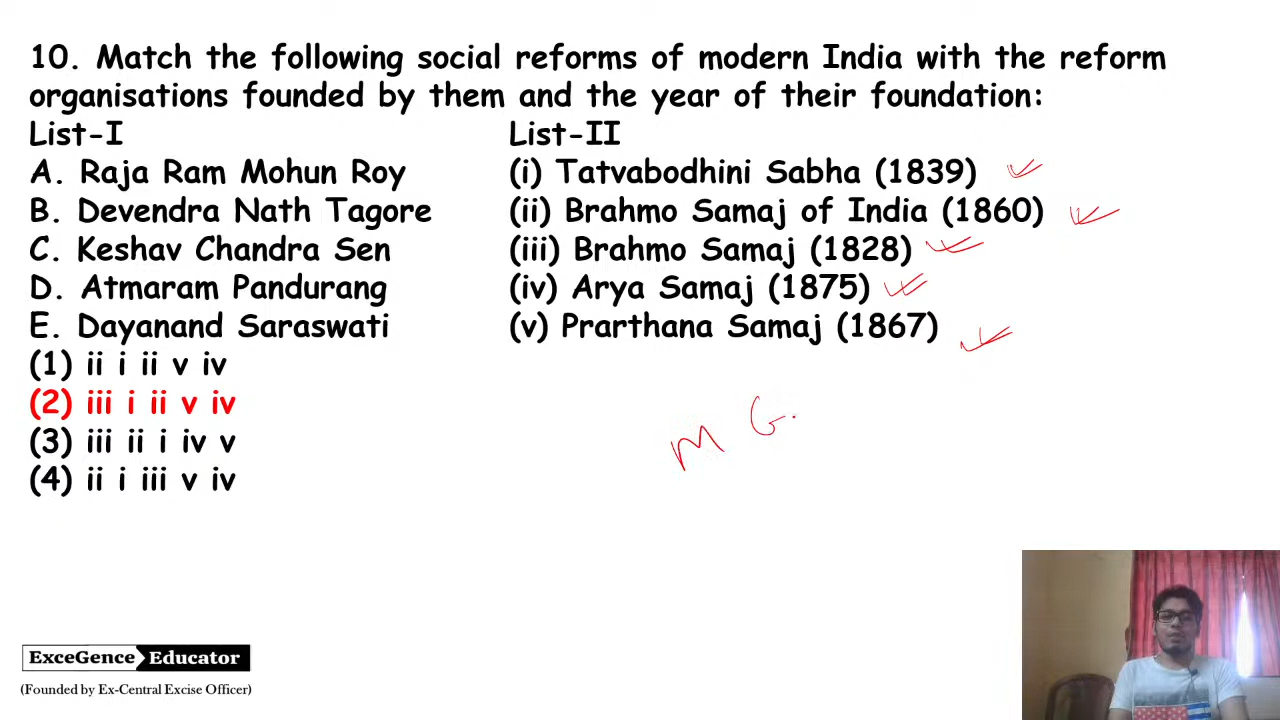 10. Match the following social reforms of modern India with the reform
organisations founded by them and the year of their foundation:
List-I List-II
A. Raja Ram Mohun Roy (i) Tatvabodhini Sabha (1839)
B. Devendra Nath Tagore (ii) Brahmo Samaj of India (1860)
C. Keshav Chandra Sen (iii) Brahmo Samaj (1828)
D. Atmaram Pandurang (iv) Arya Samaj (1875)
E. Dayanand Saraswati (v) Prarthana Samaj (1867)
(1) ii i ii v iv
(2) iii i ii v iv
(3) iii ii i iv v
(4) ii i iii v iv
M G.
ExceGence Educator
(Founded by Ex-Central Excise Officer)